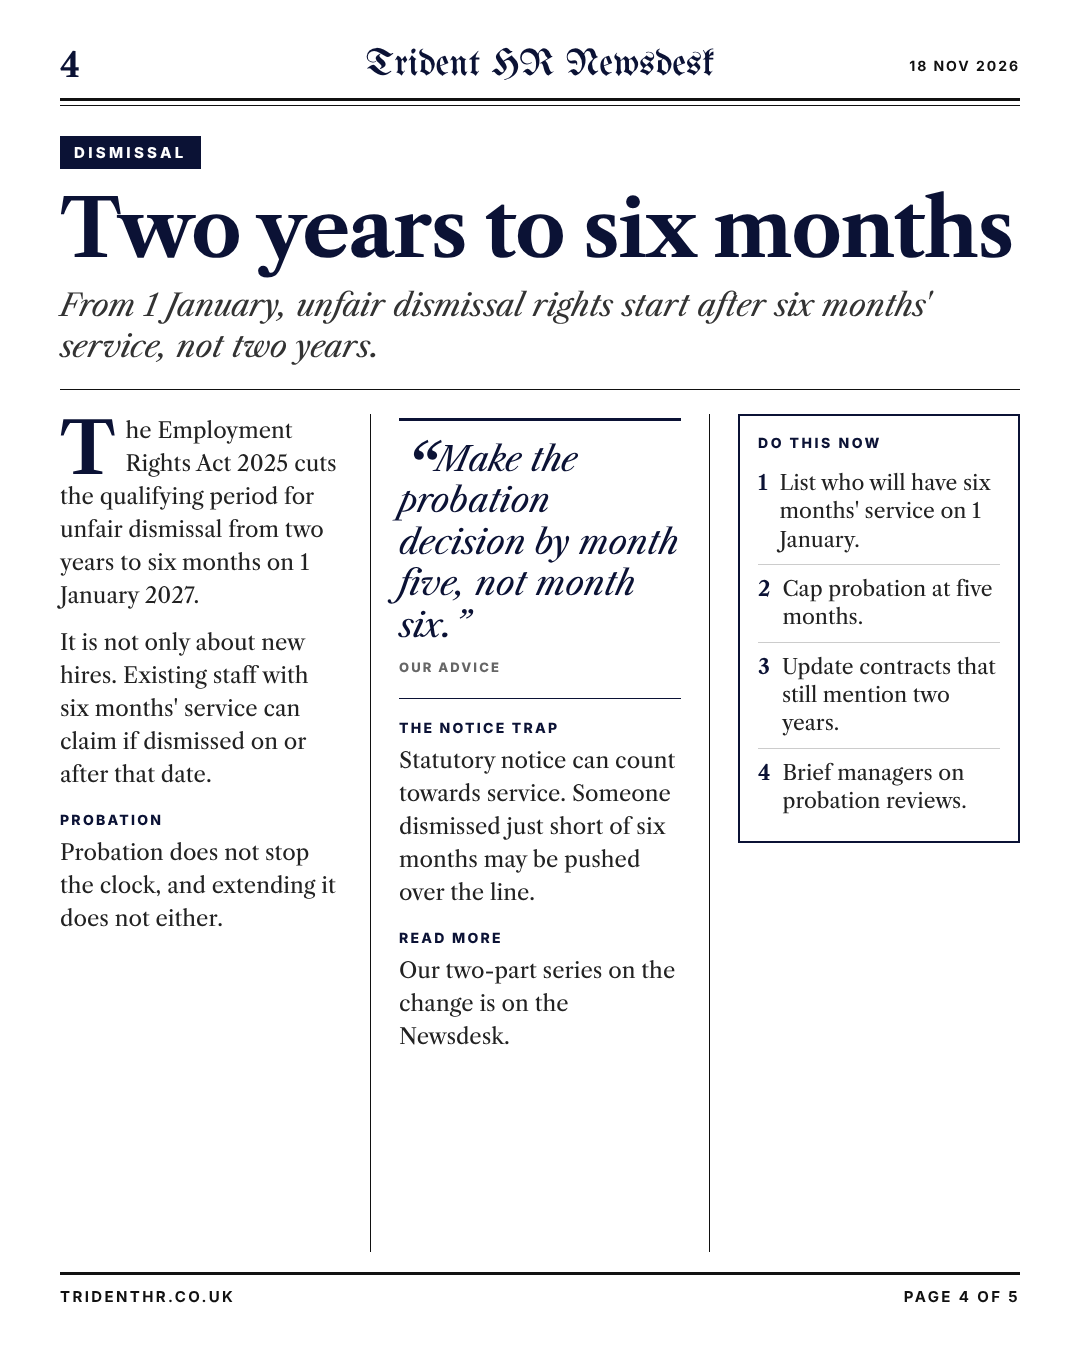 4
Trident HR Newsdesk
18 NOV 2026
DISMISSAL
Two years to six months
From 1 January, unfair dismissal rights start after six months'
service, not two years.
The Employment
Rights Act 2025 cuts
the qualifying period for
unfair dismissal from two
years to six months on 1
January 2027.
It is not only about new
hires. Existing staff with
six months' service can
claim if dismissed on or
after that date.
PROBATION
Probation does not stop
the clock, and extending it
does not either.
“Make the
probation
decision by month
five, not month
six.”
OUR ADVICE
THE NOTICE TRAP
Statutory notice can count
towards service. Someone
dismissed just short of six
months may be pushed
over the line.
READ MORE
Our two-part series on the
change is on the
Newsdesk.
DO THIS NOW
1 List who will have six
months' service on 1
January.
2 Cap probation at five
months.
3 Update contracts that
still mention two
years.
4 Brief managers on
probation reviews.
TRIDENTHR.CO.UK
PAGE 4 OF 5